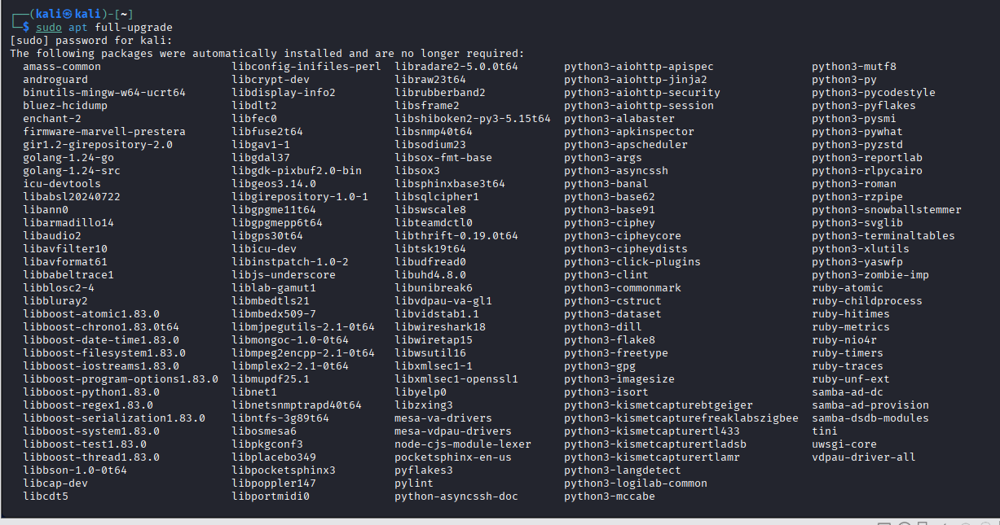 ┌──(kali㉿kali)-[~]
└─$ sudo apt full-upgrade
[sudo] password for kali:
The following packages were automatically installed and are no longer required:
amass-common libconfig-inifiles-perl libradare2-5.0.0t64 python3-aiohttp-apispec python3-mutf8
androguard libcrypt-dev libraw23t64 python3-aiohttp-jinja2 python3-py
binutils-mingw-w64-ucrt64 libdisplay-info2 librubberband2 python3-aiohttp-security python3-pycodestyle
bluez-hcidump libdlt2 libsframe2 python3-aiohttp-session python3-pyflakes
enchant-2 libfec0 libshiboken2-py3-5.15t64 python3-alabaster python3-pysmi
firmware-marvell-prestera libfuse2t64 libsnmp40t64 python3-apkinspector python3-pywhat
gir1.2-girepository-2.0 libgav1-1 libsodium23 python3-apscheduler python3-pyzstd
golang-1.24-go libgdal37 libsox-fmt-base python3-args python3-reportlab
golang-1.24-src libgdk-pixbuf2.0-bin libsox3 python3-asyncssh python3-rlpycairo
icu-devtools libgeos3.14.0 libsphinxbase3t64 python3-banal python3-roman
libabsl20240722 libgirepository-1.0-1 libsqlcipher1 python3-base62 python3-rzpipe
libann0 libgpgme11t64 libswscale8 python3-base91 python3-snowballstemmer
libarmadillo14 libgpgmepp6t64 libteamdctl0 python3-ciphey python3-svglib
libaudio2 libgps30t64 libthrift-0.19.0t64 python3-cipheycore python3-terminaltables
libavfilter10 libicu-dev libtsk19t64 python3-cipheydists python3-xlutils
libavformat61 libinstpatch-1.0-2 libudfread0 python3-click-plugins python3-yaswfp
libbabeltrace1 libjs-underscore libuhd4.8.0 python3-clint python3-zombie-imp
libblosc2-4 liblab-gamut1 libunibreak6 python3-commonmark ruby-atomic
libbluray2 libmbedtls21 libvdpau-va-gl1 python3-cstruct ruby-childprocess
libboost-atomic1.83.0 libmbedx509-7 libvidstab1.1 python3-dataset ruby-hitimes
libboost-chrono1.83.0t64 libmjpegutils-2.1-0t64 libwireshark18 python3-dill ruby-metrics
libboost-date-time1.83.0 libmongoc-1.0-0t64 libwiretap15 python3-flake8 ruby-nio4r
libboost-filesystem1.83.0 libmpeg2encpp-2.1-0t64 libwsutil16 python3-freetype ruby-timers
libboost-iostreams1.83.0 libmplex2-2.1-0t64 libxmlsec1-1 python3-gpg ruby-traces
libboost-program-options1.83.0 libmupdf25.1 libxmlsec1-openssl1 python3-imagesize ruby-unf-ext
libboost-python1.83.0 libnet1 libyelp0 python3-isort samba-ad-dc
libboost-regex1.83.0 libnetsnmptrapd40t64 libzxing3 python3-kismetcapturebtgeiger samba-ad-provision
libboost-serialization1.83.0 libntfs-3g89t64 mesa-va-drivers python3-kismetcapturefreaklabszigbee samba-dsdb-modules
libboost-system1.83.0 libosmesa6 mesa-vdpau-drivers python3-kismetcapturertl433 tini
libboost-test1.83.0 libpkgconf3 node-cjs-module-lexer python3-kismetcapturertladsb uwsgi-core
libboost-thread1.83.0 libplacebo349 pocketsphinx-en-us python3-kismetcapturertlamr vdpau-driver-all
libbson-1.0-0t64 libpocketsphinx3 pyflakes3 python3-langdetect
libcap-dev libpoppler147 pylint python3-logilab-common
libcdt5 libportmidi0 python-asyncssh-doc python3-mccabe